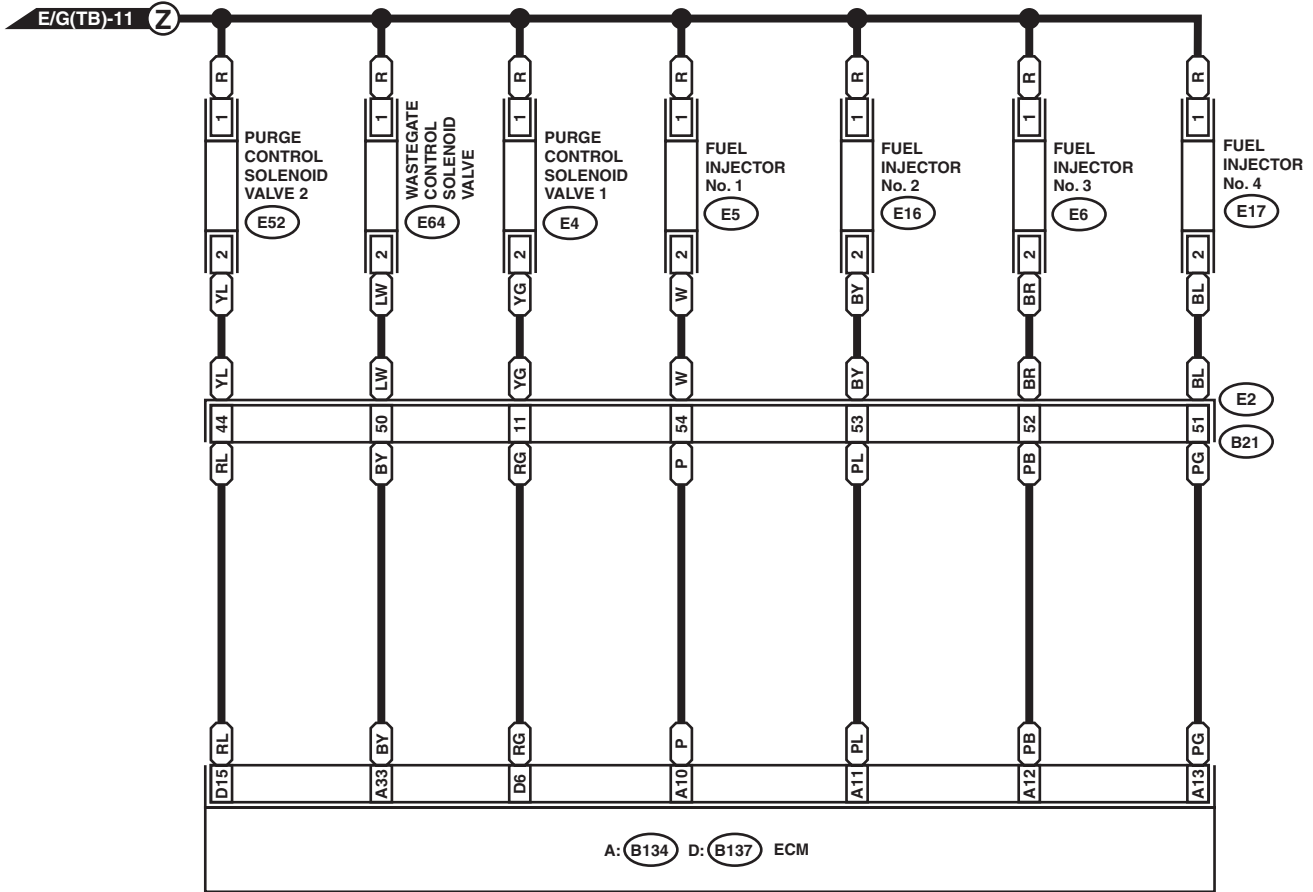 E/G(TB)-11 Z
R R R R R R R
1 1 1 1 1 1 1
PURGE
CONTROL
SOLENOID
VALVE 2
E52
WASTEGATE
CONTROL
SOLENOID
VALVE
E64
PURGE
CONTROL
SOLENOID
VALVE 1
E4
FUEL
INJECTOR
No. 1
E5
FUEL
INJECTOR
No. 2
E16
FUEL
INJECTOR
No. 3
E6
FUEL
INJECTOR
No. 4
E17
2 2 2 2 2 2 2
YL LW YG W BY BR BL
YL LW YG W BY BR BL
E2
44 50 11 54 53 52 51
B21
RL BY RG P PL PB PG
RL BY RG P PL PB PG
D15 A33 D6 A10 A11 A12 A13
A: B134 D: B137 ECM